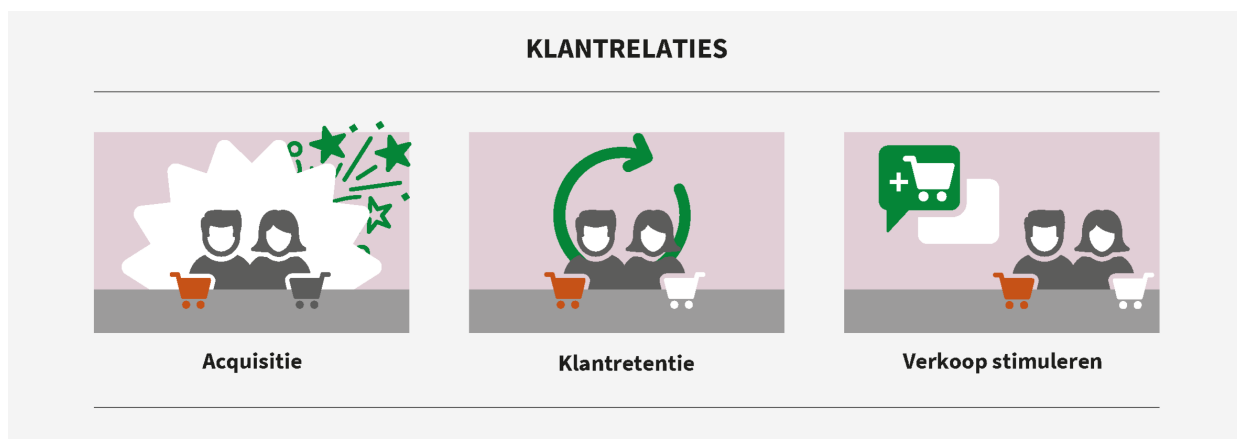 KLANTRELATIES
Acquisitie
Klantretentie
Verkoop stimuleren